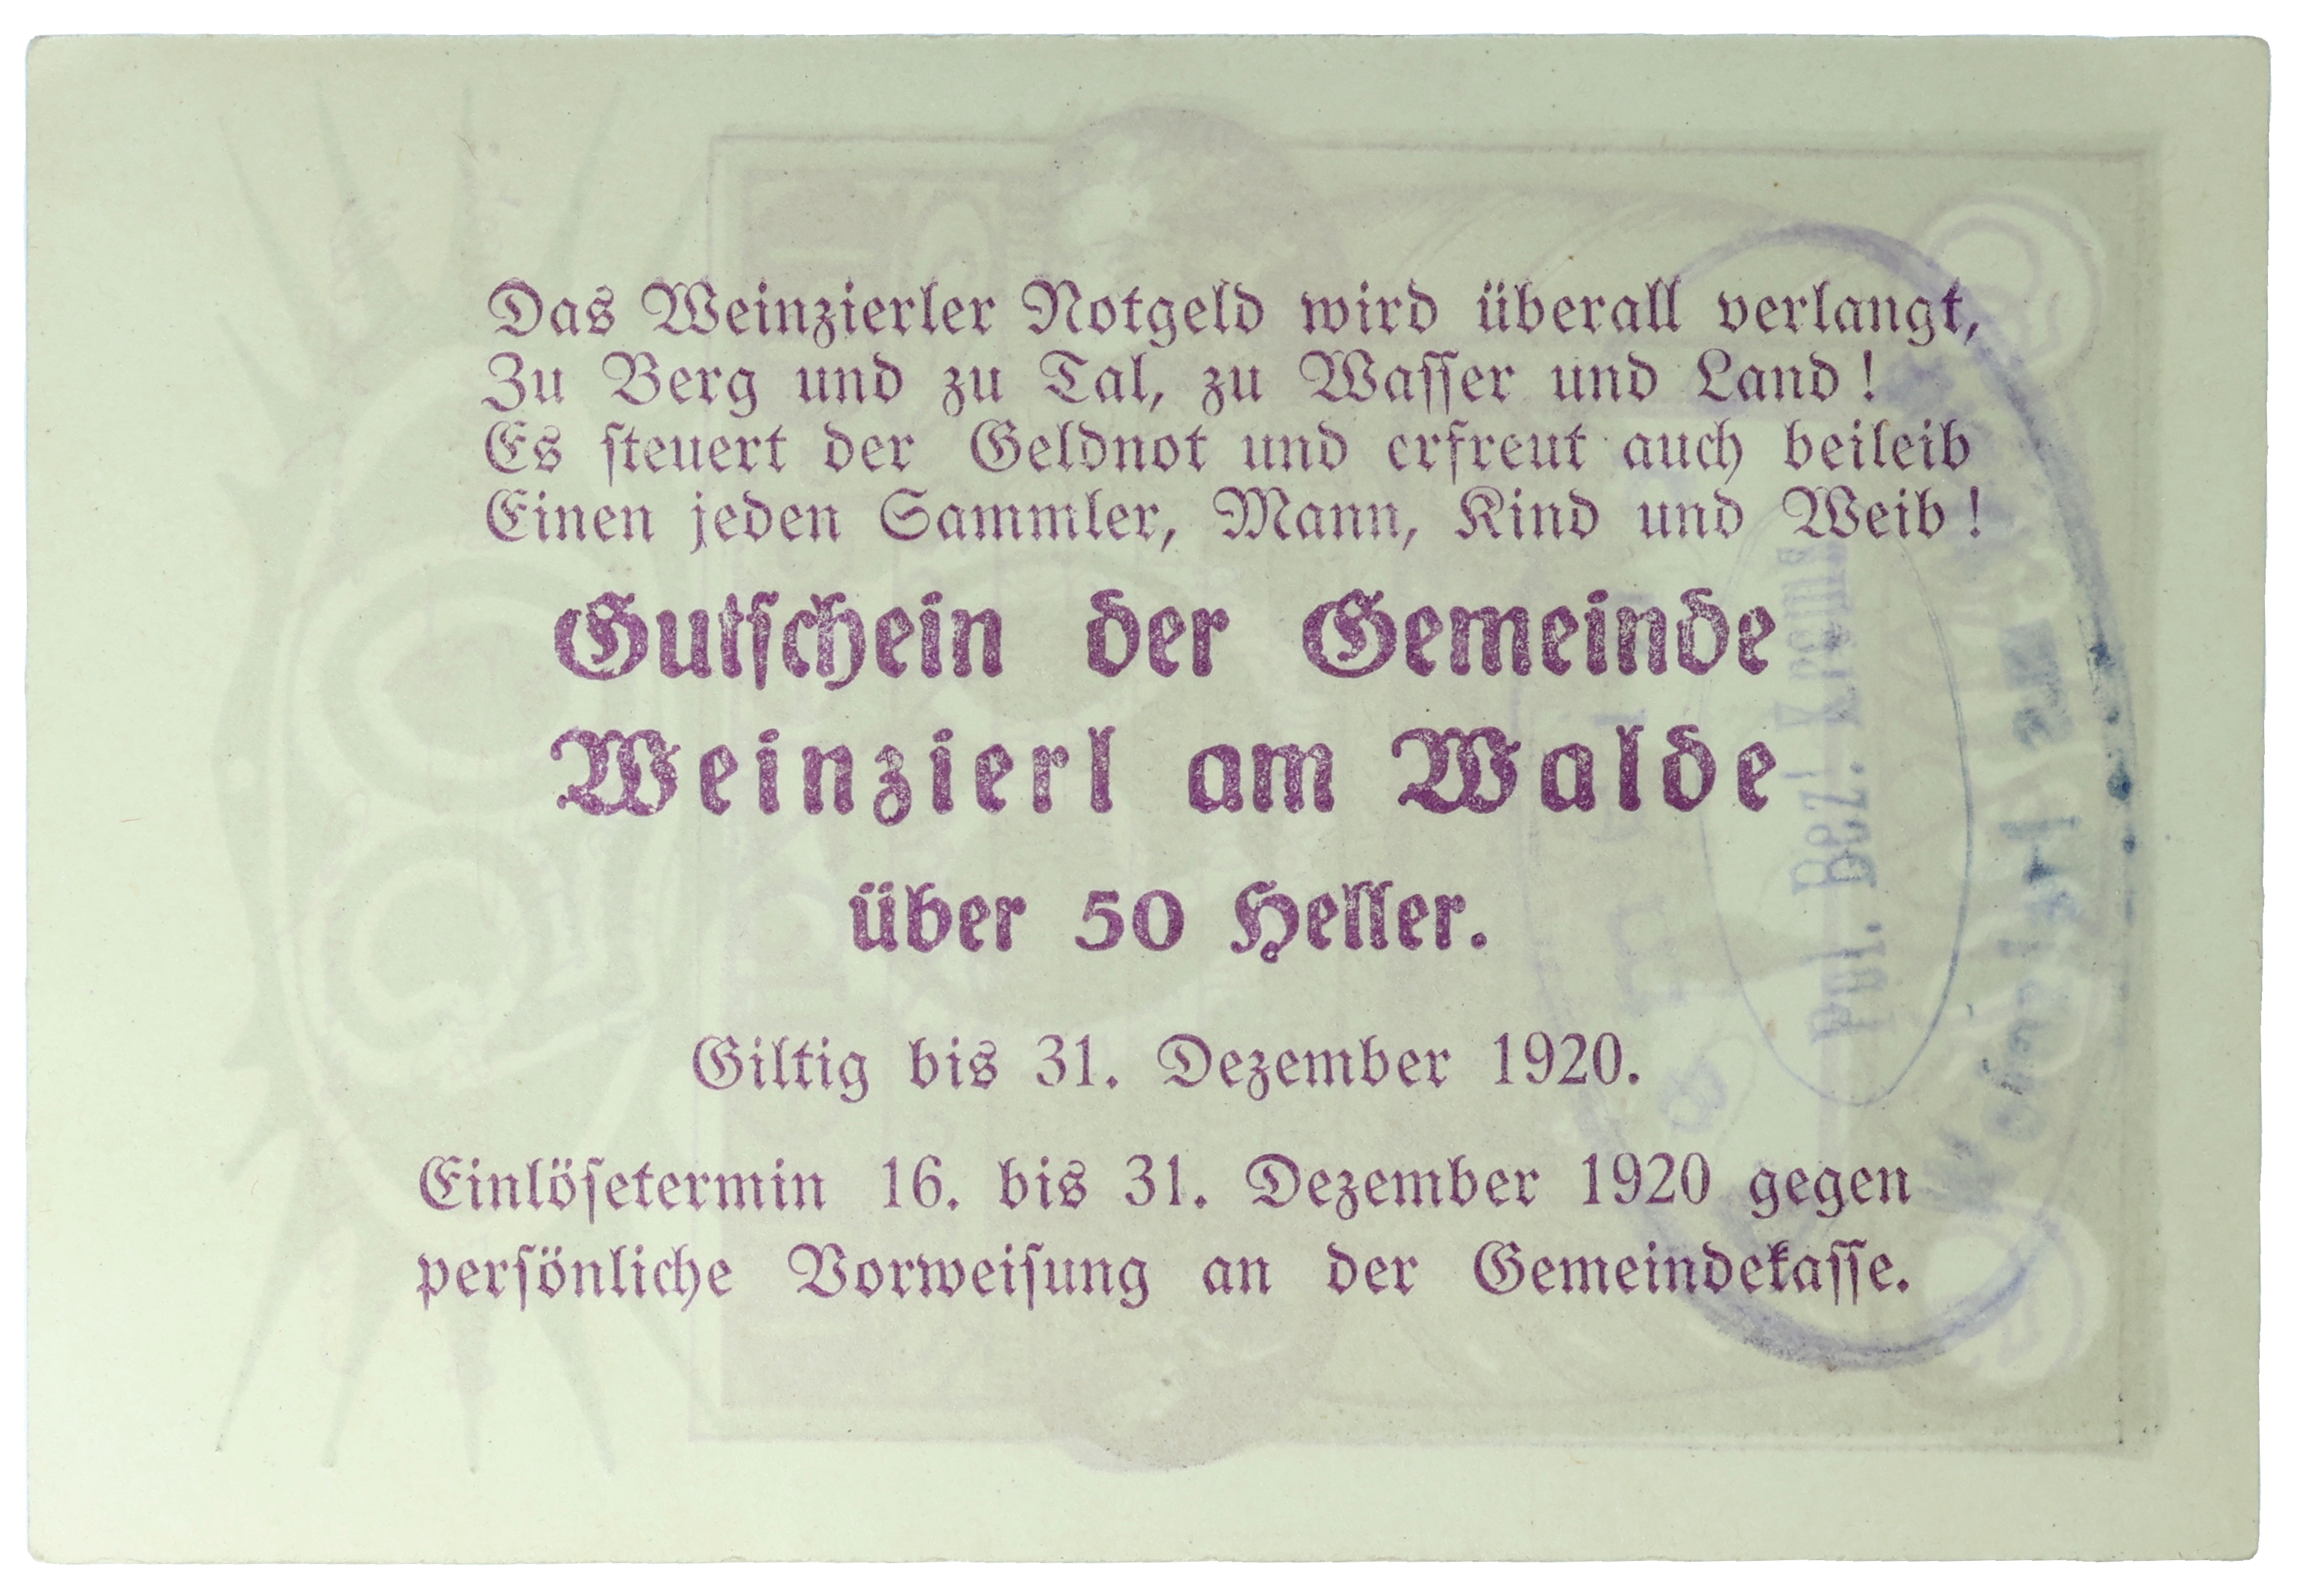 Das Weinzierler Notgeld wird überall verlangt,
Zu Berg und zu Tal, zu Wasser und Land!
Es steuert der Geldnot und erfreut auch beileib
Einen jeden Sammler, Mann, Kind und Weib!
Gutschein der Gemeinde
Weinzierl am Walde
über 50 Heller.
Giltig bis 31. Dezember 1920.
Einlösetermin 16. bis 31. Dezember 1920 gegen
persönliche Vorweisung an der Gemeindekasse.
Pol. Bez. Krems